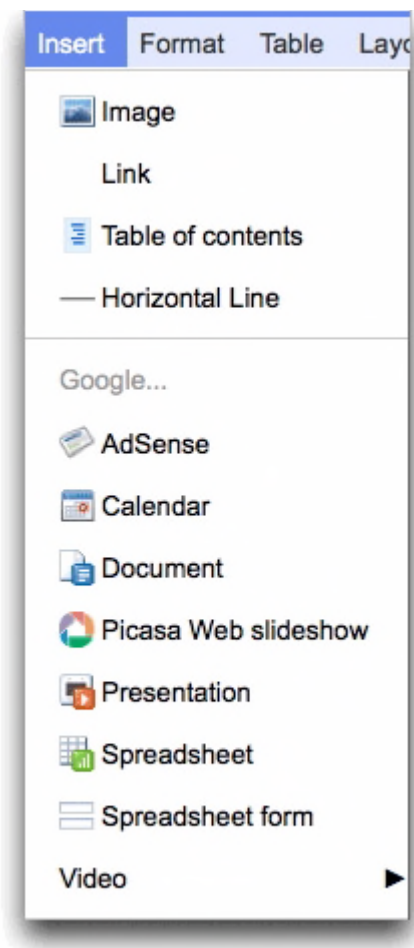 Insert Format Table Layo
Image
Link
Table of contents
Horizontal Line
Google...
AdSense
Calendar
Document
Picasa Web slideshow
Presentation
Spreadsheet
Spreadsheet form
Video